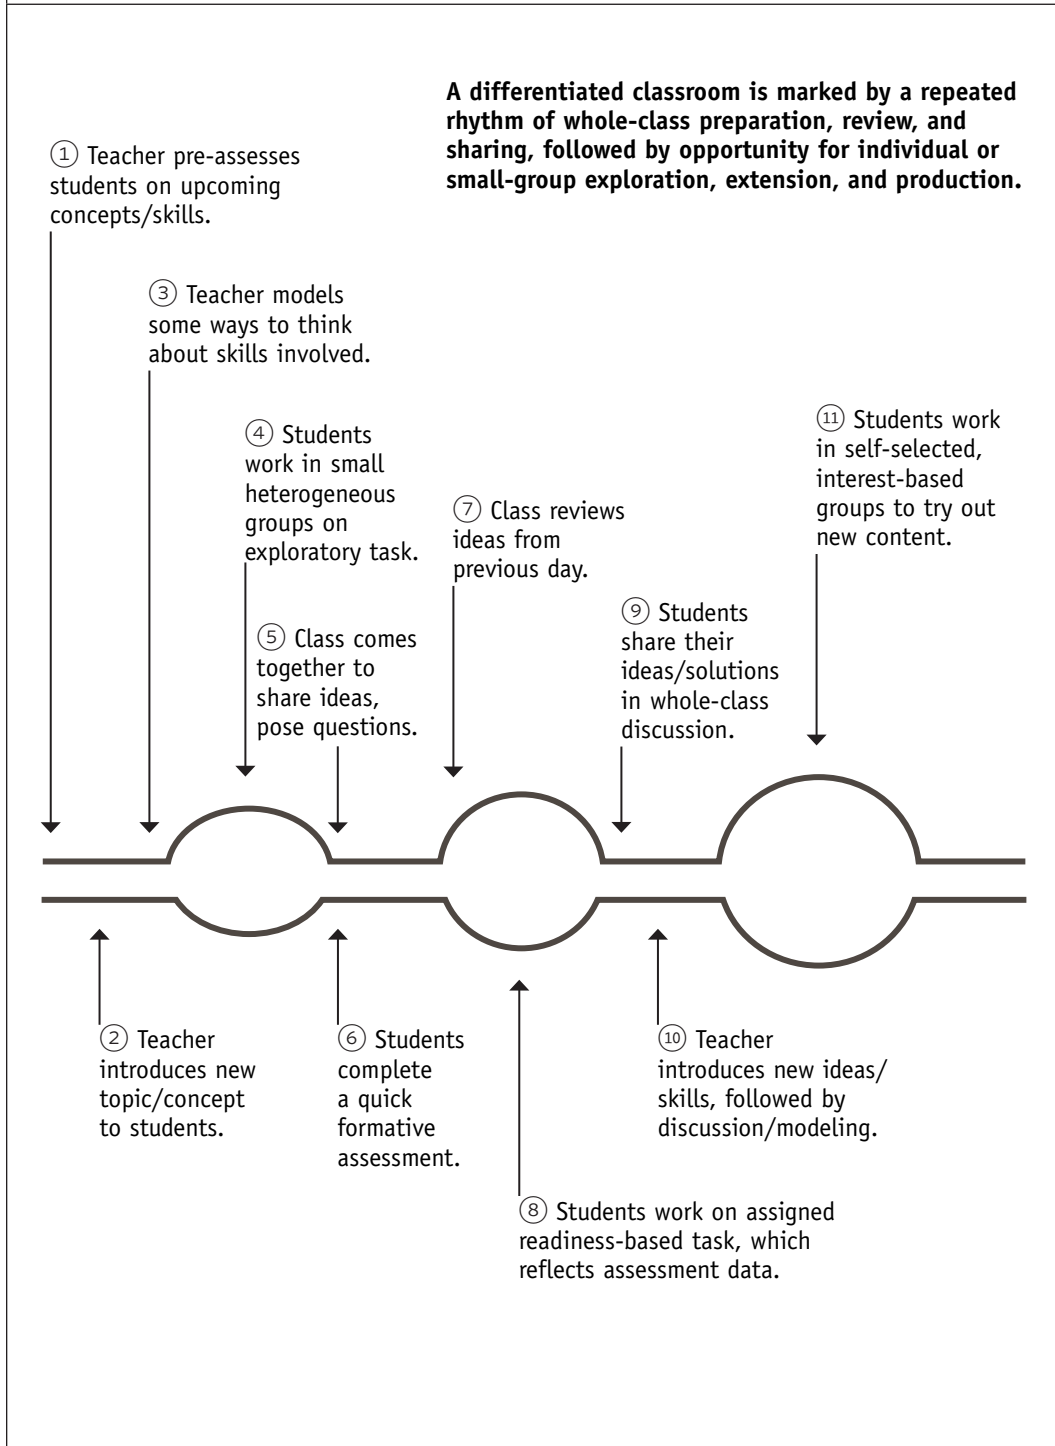 A differentiated classroom is marked by a repeated
rhythm of whole-class preparation, review, and
sharing, followed by opportunity for individual or
small-group exploration, extension, and production.
① Teacher pre-assesses
students on upcoming
concepts/skills.
③ Teacher models
some ways to think
about skills involved.
④ Students
work in small
heterogeneous
groups on
exploratory task.
⑤ Class comes
together to
share ideas,
pose questions.
⑦ Class reviews
ideas from
previous day.
⑨ Students
share their
ideas/solutions
in whole-class
discussion.
⑪ Students work
in self-selected,
interest-based
groups to try out
new content.
② Teacher
introduces new
topic/concept
to students.
⑥ Students
complete
a quick
formative
assessment.
⑧ Students work on assigned
readiness-based task, which
reflects assessment data.
⑩ Teacher
introduces new ideas/
skills, followed by
discussion/modeling.